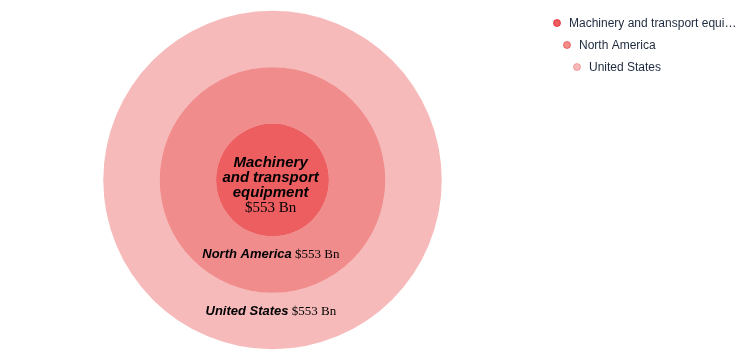 Machinery and transport equi…
North America
United States
Machinery
and transport
equipment
$553 Bn
North America $553 Bn
United States $553 Bn